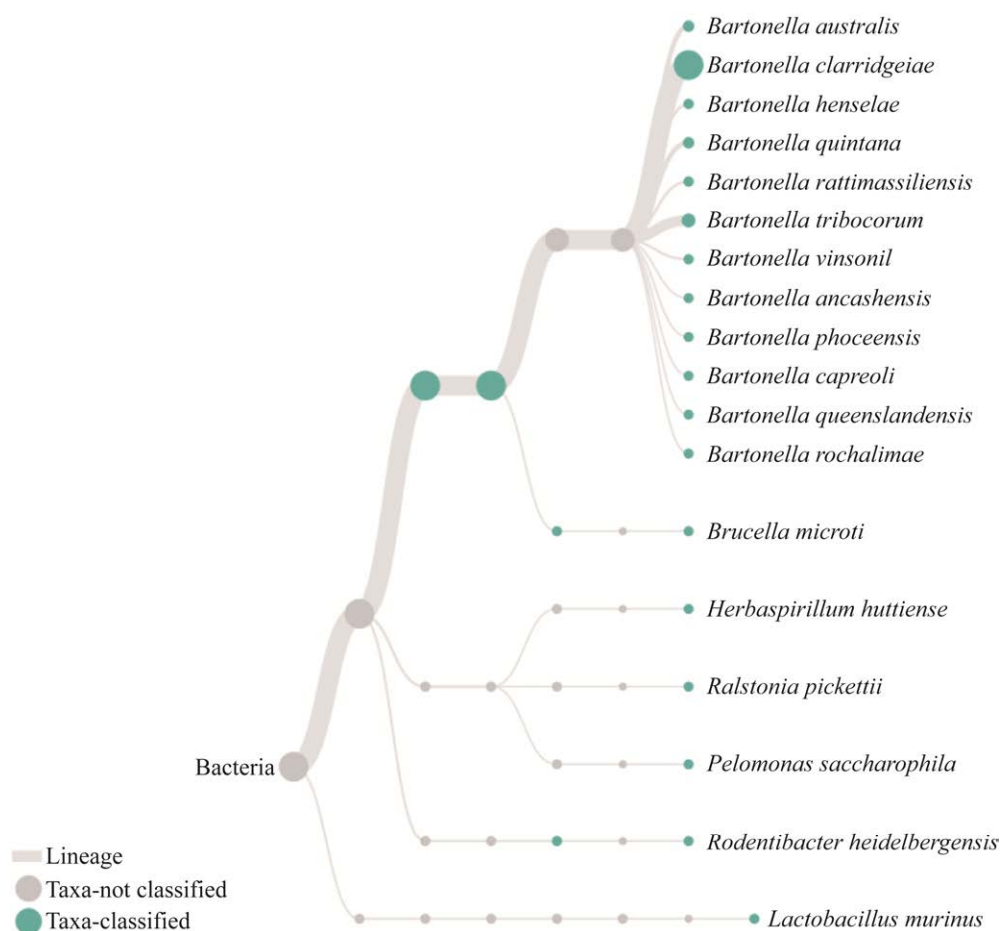 Bartonella australis
Bartonella clarridgeiae
Bartonella henselae
Bartonella quintana
Bartonella rattimassiliensis
Bartonella tribocorum
Bartonella vinsonil
Bartonella ancashensis
Bartonella phoceensis
Bartonella capreoli
Bartonella queenslandensis
Bartonella rochalimae
Brucella microti
Herbaspirillum huttiense
Ralstonia pickettii
Pelomonas saccharophila
Bacteria
Rodentibacter heidelbergensis
Lactobacillus murinus
Lineage
Taxa-not classified
Taxa-classified